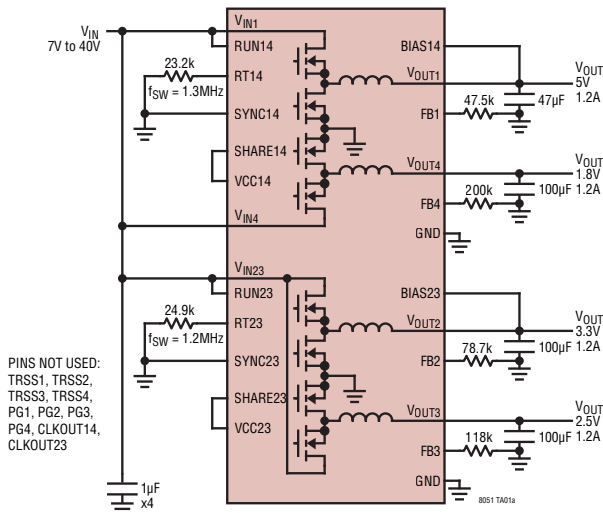 VIN
7V to 40V
VIN1
RUN14
23.2k
RT14
fSW = 1.3MHz
SYNC14
SHARE14
VCC14
VIN4
BIAS14
VOUT1
VOUT
5V
1.2A
47.5k
47µF
FB1
VOUT4
VOUT
1.8V
1.2A
200k
100µF
FB4
GND
VIN23
RUN23
24.9k
RT23
fSW = 1.2MHz
SYNC23
SHARE23
VCC23
BIAS23
VOUT2
VOUT
3.3V
1.2A
78.7k
100µF
FB2
VOUT3
VOUT
2.5V
1.2A
118k
100µF
FB3
GND
PINS NOT USED:
TRSS1, TRSS2,
TRSS3, TRSS4,
PG1, PG2, PG3,
PG4, CLKOUT14,
CLKOUT23
1µF
x4
8051 TA01a